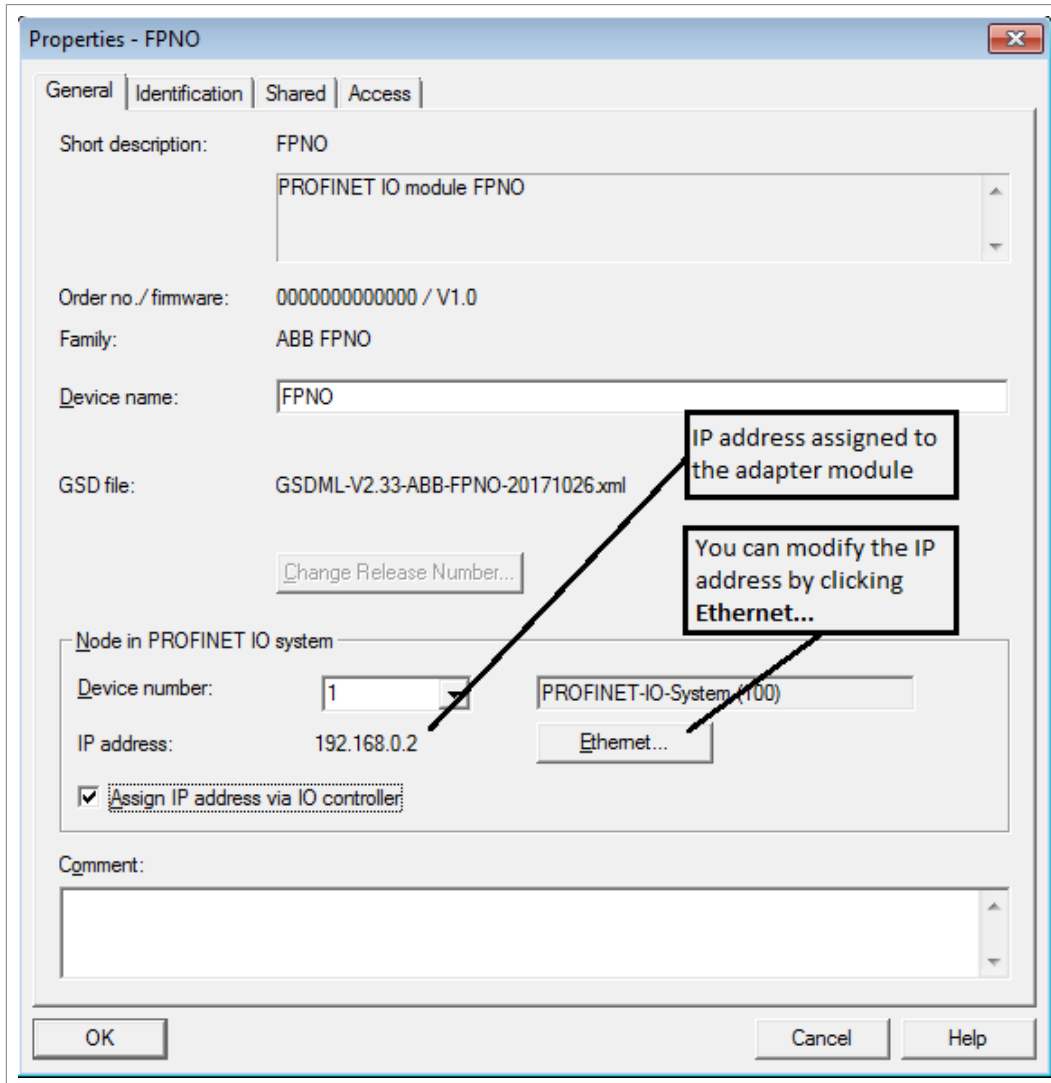 Properties - FPNO
General Identification Shared Access
Short description: FPNO
PROFINET IO module FPNO
Order no./ firmware: 0000000000000 / V1.0
Family: ABB FPNO
Device name: FPNO
IP address assigned to
the adapter module
GSD file: GSDML-V2.33-ABB-FPNO-20171026.xml
You can modify the IP
address by clicking
Ethernet...
Change Release Number...
Node in PROFINET IO system
Device number: 1 PROFINET-IO-System (100)
IP address: 192.168.0.2 Ethernet...
Assign IP address via IO controller
Comment:
OK Cancel Help